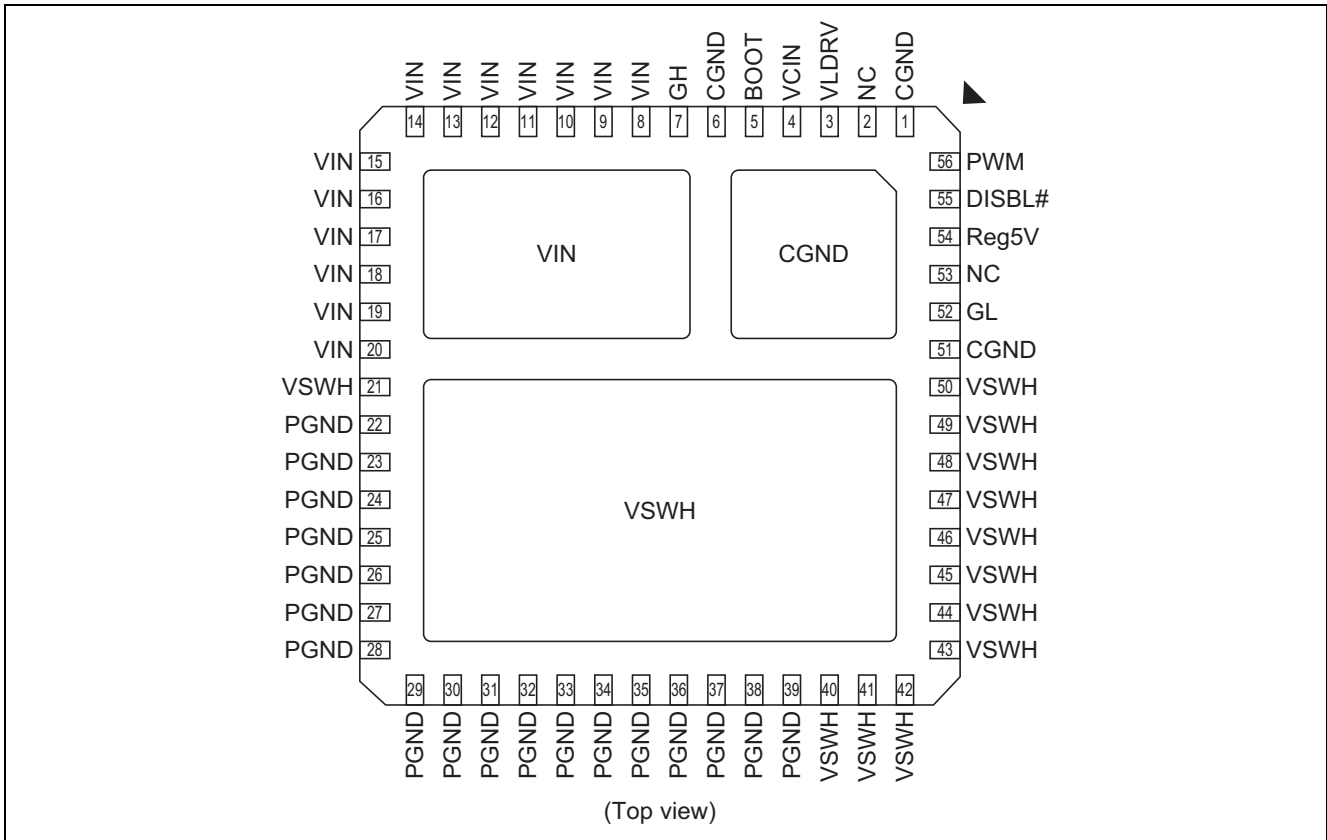 VIN VIN VIN VIN VIN VIN VIN GH CGND BOOT VCIN VLDRV NC CGND
14 13 12 11 10 9 8 7 6 5 4 3 2 1
VIN 15 56 PWM
VIN 16 55 DISBL#
VIN 17 54 Reg5V
VIN CGND
VIN 18 53 NC
VIN 19 52 GL
VIN 20 51 CGND
VSWH 21 50 VSWH
PGND 22 49 VSWH
PGND 23 48 VSWH
PGND 24 47 VSWH
VSWH
PGND 25 46 VSWH
PGND 26 45 VSWH
PGND 27 44 VSWH
PGND 28 43 VSWH
29 30 31 32 33 34 35 36 37 38 39 40 41 42
PGND PGND PGND PGND PGND PGND PGND PGND PGND PGND PGND VSWH VSWH VSWH
(Top view)